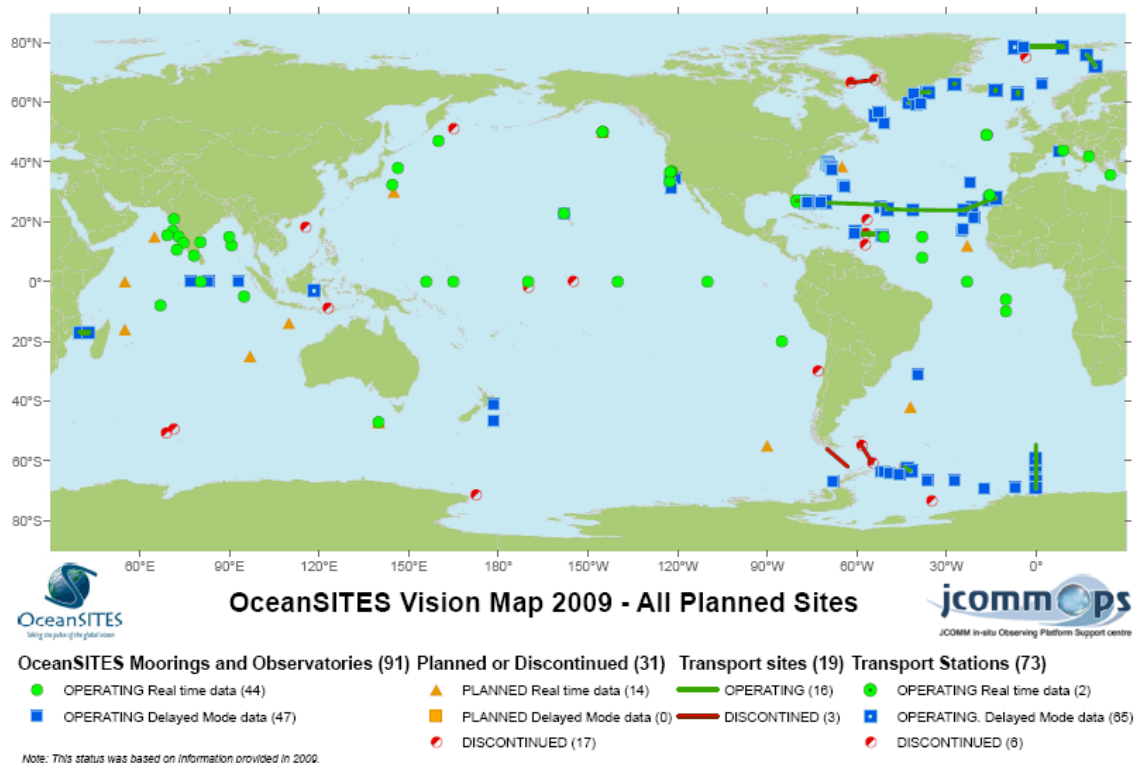 80°N
60°N
40°N
20°N
0°
20°S
40°S
60°S
80°S
60°E 90°E 120°E 150°E 180°E 150°W 120°W 90°W 60°W 30°W 0°
OceanSITES
Taking the pulse of the global ocean
OceanSITES Vision Map 2009 - All Planned Sites
jcommops
JCOMM in-situ Observing Platform Support centre
OceanSITES Moorings and Observatories (91) Planned or Discontinued (31) Transport sites (19) Transport Stations (73)
OPERATING Real time data (44) PLANNED Real time data (14) OPERATING (16) OPERATING Real time data (2)
OPERATING Delayed Mode data (47) PLANNED Delayed Mode data (0) DISCONTINED (3) OPERATING. Delayed Mode data (65)
DISCONTINUED (17) DISCONTINUED (6)
Note: This status was based on information provided in 2009.